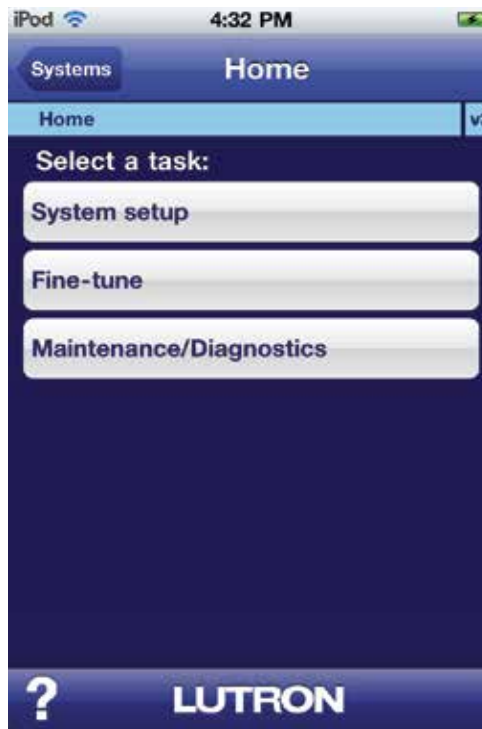 iPod 4:32 PM
Systems Home
Home
Select a task:
System setup
Fine-tune
Maintenance/Diagnostics
? LUTRON